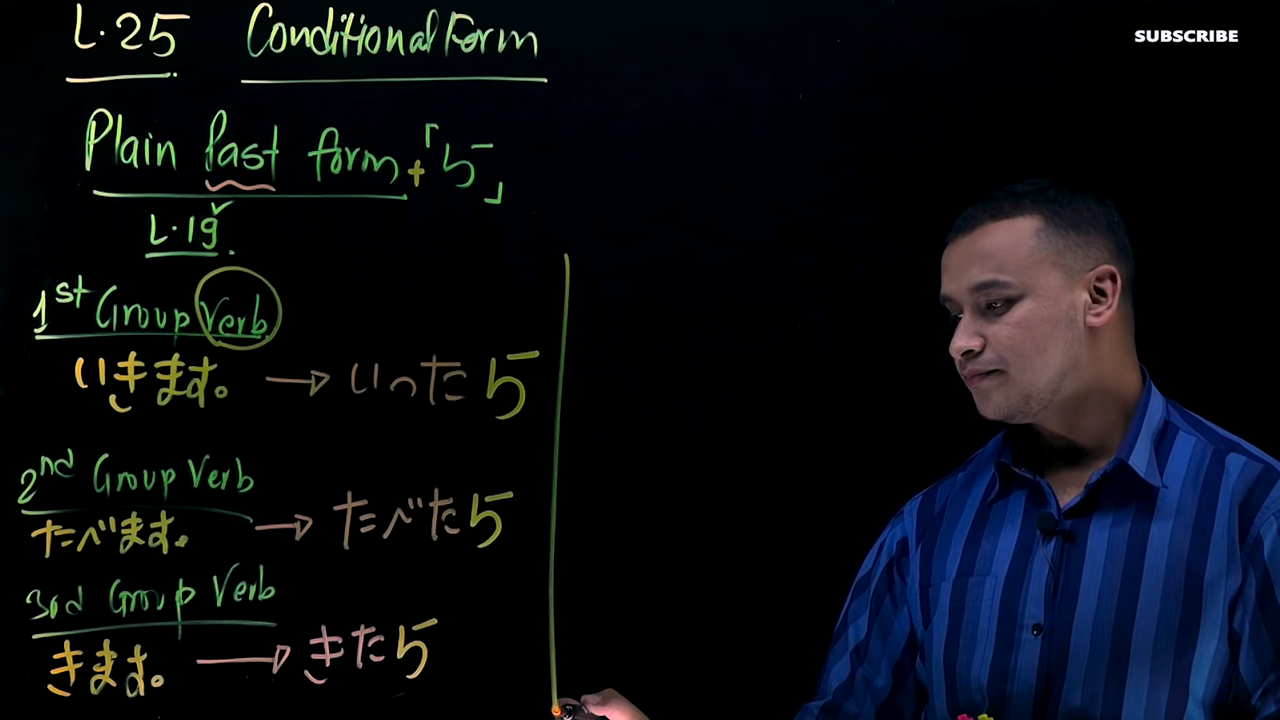 L.25 Conditional Form
SUBSCRIBE
Plain Past form +「ら」
L.19
1st Group Verb
いきます。 → いったら
2nd Group Verb
たべます。 → たべたら
3rd Group Verb
きます。 → きたら